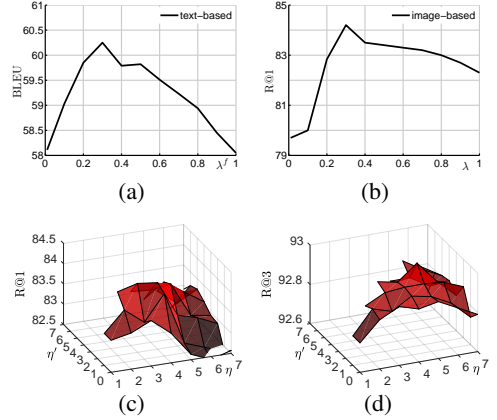 61
60.5
60
59.5
59
58.5
58
BLEU
text-based
0 0.2 0.4 0.6 0.8 1
λ^f
(a)
85
83
81
79
R@1
image-based
0 0.2 0.4 0.6 0.8 1
λ
(b)
84.5
84
83.5
83
82.5
R@1
7 6 5 4 3 2 1 0
η′
1 2 3 4 5 6 7
η
(c)
93
92.8
92.6
R@3
7 6 5 4 3 2 1 0
η′
1 2 3 4 5 6 7
η
(d)